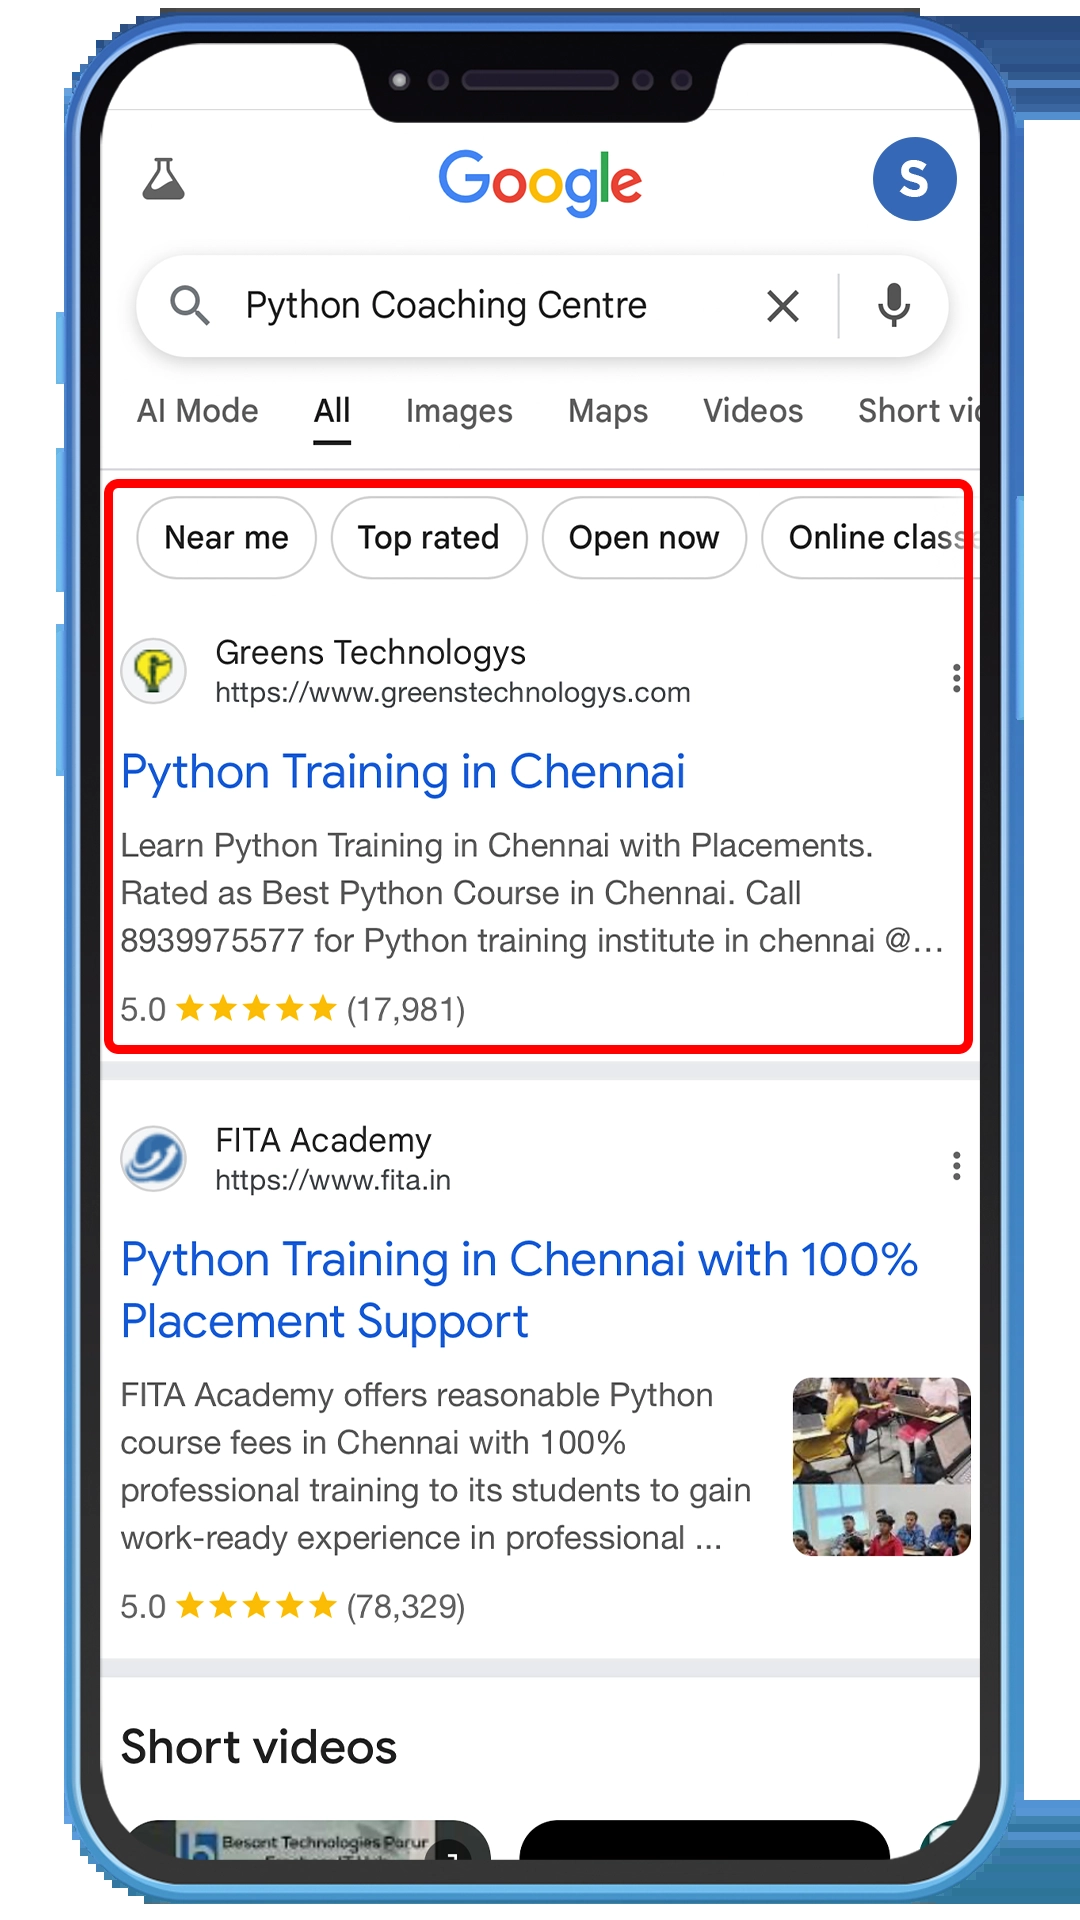 Google
S
Python Coaching Centre
AI Mode All Images Maps Videos Short
Near me Top rated Open now Online
Greens Technologys
https://www.greenstechnologys.com
Python Training in Chennai
Learn Python Training in Chennai with Placements.
Rated as Best Python Course in Chennai. Call
8939975577 for Python training institute in chennai @...
5.0 (17,981)
FITA Academy
https://www.fita.in
Python Training in Chennai with 100%
Placement Support
FITA Academy offers reasonable Python
course fees in Chennai with 100%
professional training to its students to gain
work-ready experience in professional ...
5.0 (78,329)
Short videos
Besant Technologies